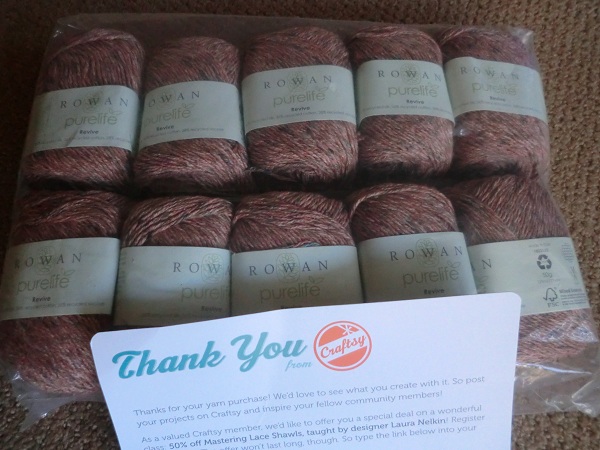 ROWAN
purelife
Revive
ROWAN
purelife
Revive
ROWAN
purelife
Revive
ROWAN
purelife
Revive
ROWAN
purelife
Revive
ROWAN
purelife
Revive
ROWAN
purelife
Revive
ROWAN
purelife
ROWAN
purelife
Revive
FSC
Thank You
from Craftsy
Thanks for your yarn purchase! We'd love to see what you create with it. So post
your projects on Craftsy and inspire your fellow community members!
As a valued Craftsy member, we'd like to offer you a special deal on a wonderful
class: 50% off Mastering Lace Shawls, taught by designer Laura Nelkin! Register
offer won't last long, though. So type the link below into your